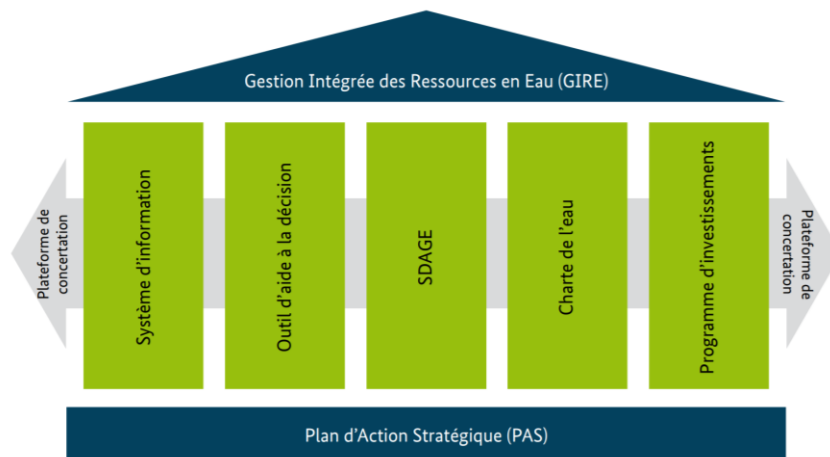 Gestion Intégrée des Ressources en Eau (GIRE)
Plateforme de
concertation
Système d’information
Outil d’aide à la décision
SDAGE
Charte de l’eau
Programme d’investissements
Plateforme de
concertation
Plan d’Action Stratégique (PAS)